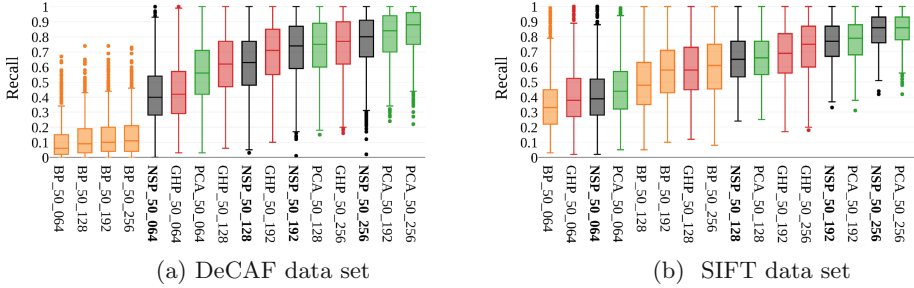 Recall
1
0.9
0.8
0.7
0.6
0.5
0.4
0.3
0.2
0.1
0
BP_50_064
BP_50_128
BP_50_192
BP_50_256
NSP_50_064
GHP_50_064
PCA_50_064
GHP_50_128
NSP_50_128
GHP_50_192
NSP_50_192
PCA_50_128
GHP_50_256
NSP_50_256
PCA_50_192
PCA_50_256
(a) DeCAF data set
Recall
1
0.9
0.8
0.7
0.6
0.5
0.4
0.3
0.2
0.1
0
BP_50_064
GHP_50_064
NSP_50_064
PCA_50_064
BP_50_128
BP_50_192
GHP_50_128
BP_50_256
NSP_50_128
PCA_50_128
GHP_50_192
GHP_50_256
NSP_50_192
PCA_50_192
NSP_50_256
PCA_50_256
(b) SIFT data set